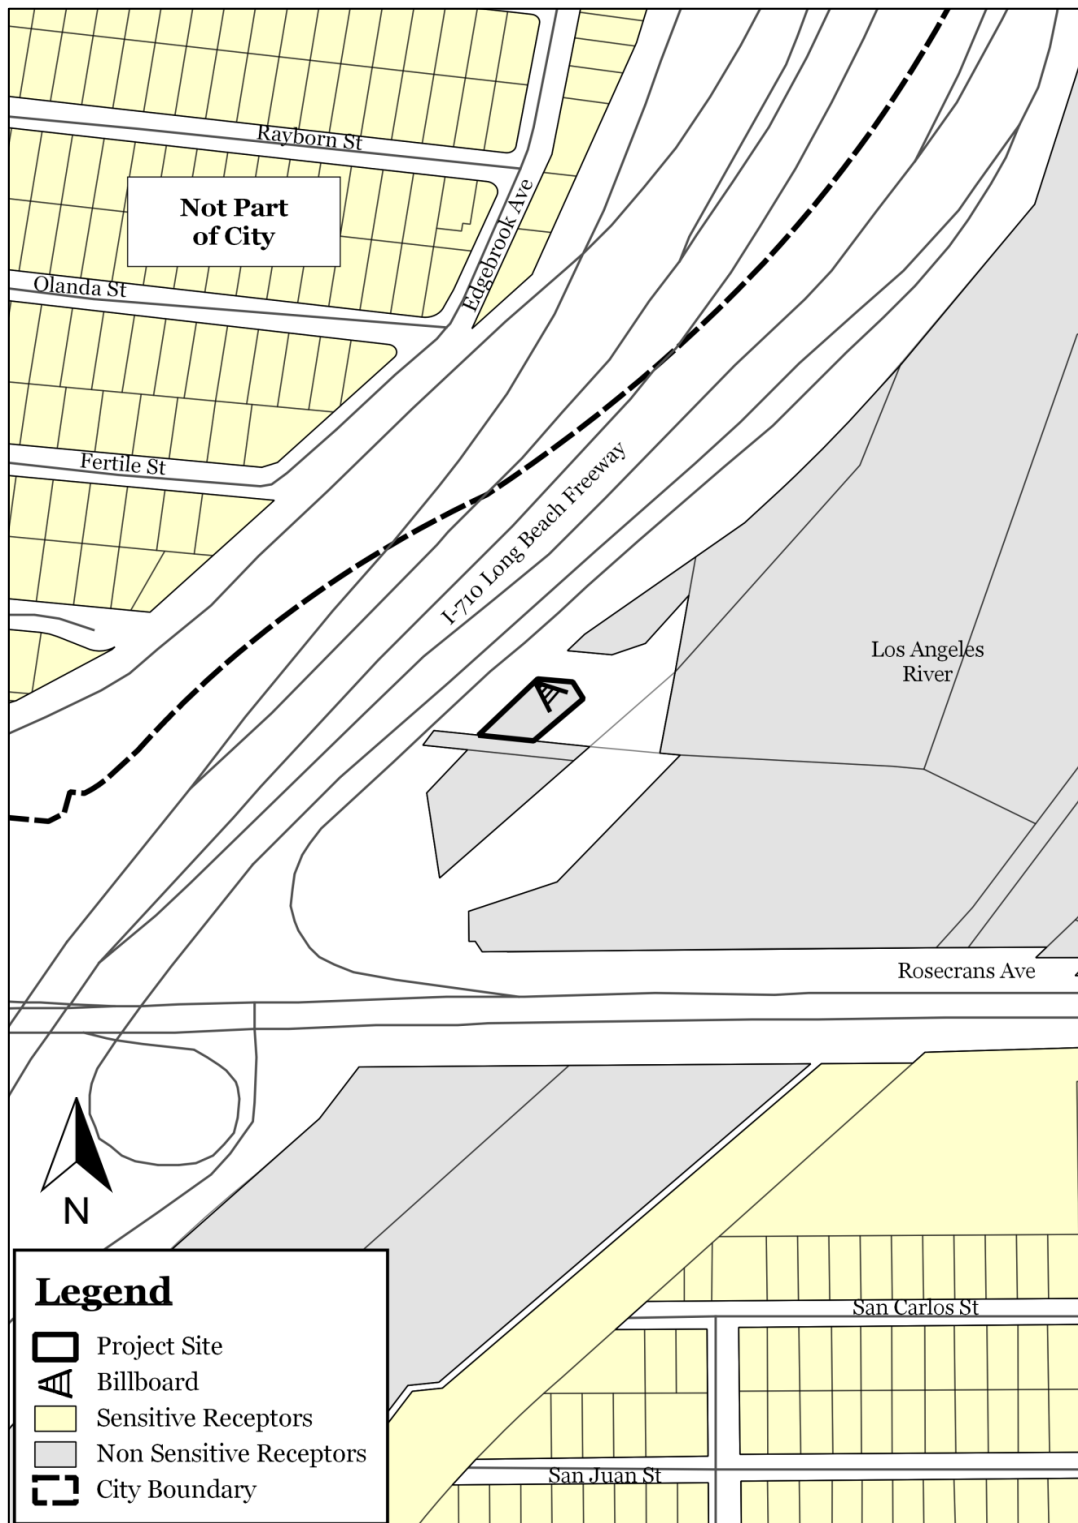 Rayborn St
Not Part
of City
Edgebrook Ave
Olanda St
Fertile St
I-710 Long Beach Freeway
Los Angeles
River
Rosecrans Ave
N
San Carlos St
San Juan St
Legend
Project Site
Billboard
Sensitive Receptors
Non Sensitive Receptors
City Boundary